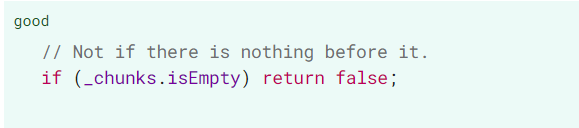 good
// Not if there is nothing before it.
if (_chunks.isEmpty) return false;